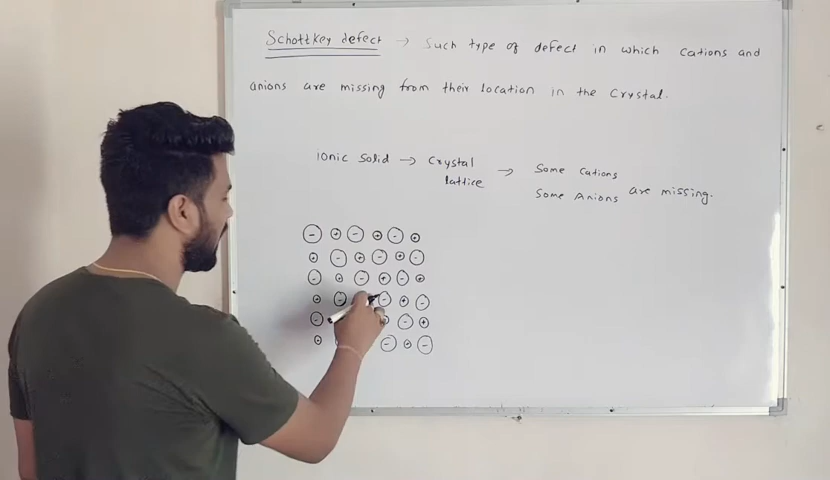 Schottkey defect → Such type of defect in which Cations and
anions are missing from their location in the Crystal.
Ionic Solid → Crystal lattice → Some Cations
Some Anions are missing.
- + - + - +
+ - + - + -
- + - + - +
+ - - + -
- + - +
+ - + -